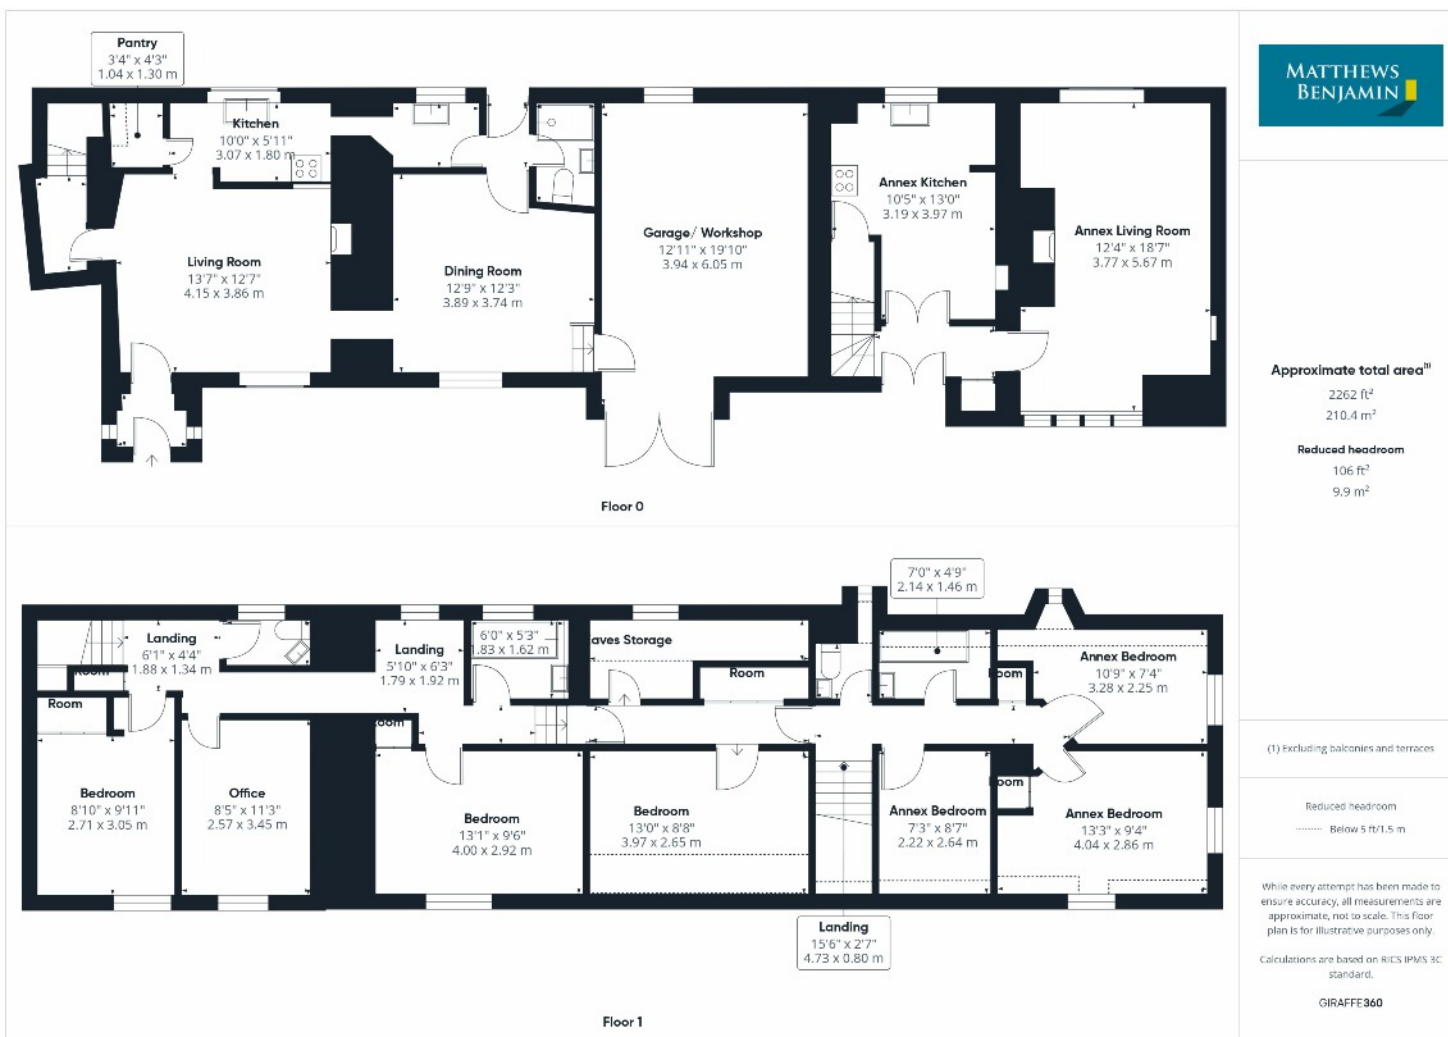 Pantry
3'4" x 4'3"
1.04 x 1.30 m
Kitchen
10'0" x 5'11"
3.07 x 1.80 m
Living Room
13'7" x 12'7"
4.15 x 3.86 m
Dining Room
12'9" x 12'3"
3.89 x 3.74 m
Garage/ Workshop
12'11" x 19'10"
3.94 x 6.05 m
Annex Kitchen
10'5" x 13'0"
3.19 x 3.97 m
Annex Living Room
12'4" x 18'7"
3.77 x 5.67 m
Floor 0
Landing
6'1" x 4'4"
1.88 x 1.34 m
Room
Room
Bedroom
8'10" x 9'11"
2.71 x 3.05 m
Office
8'5" x 11'3"
2.57 x 3.45 m
Landing
5'10" x 6'3"
1.79 x 1.92 m
oom
6'0" x 5'3"
1.83 x 1.62 m
Bedroom
13'1" x 9'6"
4.00 x 2.92 m
aves Storage
Room
Bedroom
13'0" x 8'8"
3.97 x 2.65 m
Landing
15'6" x 2'7"
4.73 x 0.80 m
7'0" x 4'9"
2.14 x 1.46 m
Annex Bedroom
7'3" x 8'7"
2.22 x 2.64 m
Room
Annex Bedroom
10'9" x 7'4"
3.28 x 2.25 m
Room
Annex Bedroom
13'3" x 9'4"
4.04 x 2.86 m
Floor 1
MATTHEWS
BENJAMIN
Approximate total area(1)
2262 ft²
210.4 m²
Reduced headroom
106 ft²
9.9 m²
(1) Excluding balconies and terraces
Reduced headroom
Below 5 ft/1.5 m
While every attempt has been made to
ensure accuracy, all measurements are
approximate, not to scale. This floor
plan is for illustrative purposes only.
Calculations are based on RICS IPMS 3C
standard.
GIRAFFE360